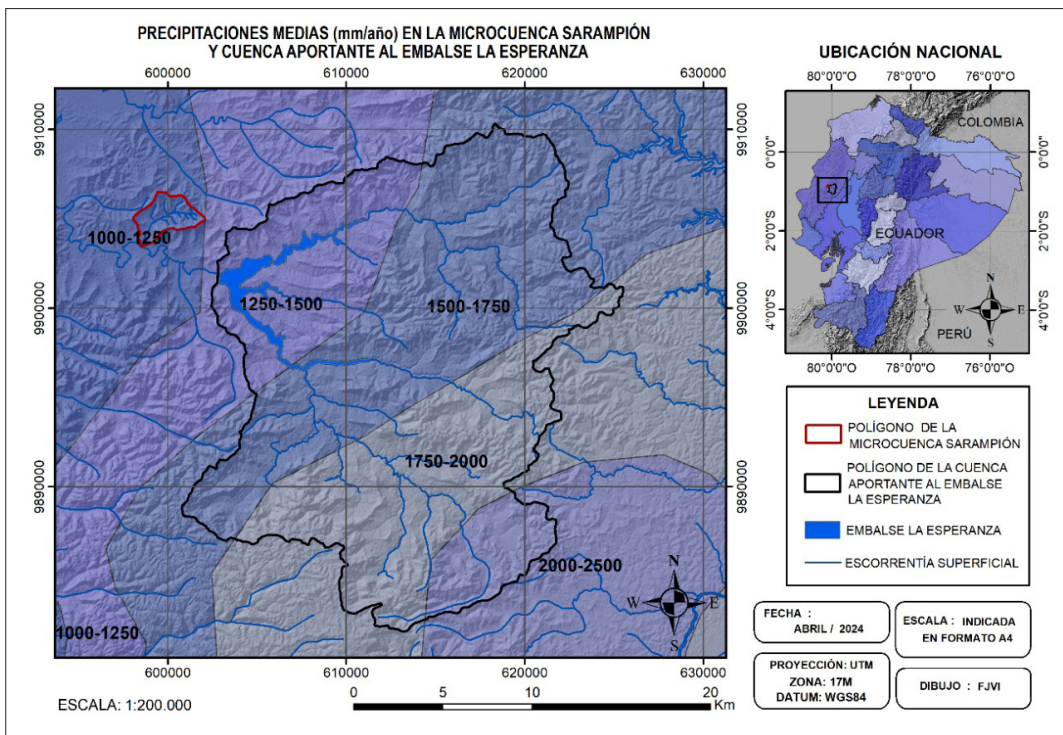 PRECIPITACIONES MEDIAS (mm/año) EN LA MICROCUENCA SARAMPIÓN
Y CUENCA APORTANTE AL EMBALSE LA ESPERANZA
600000
610000
620000
630000
9910000
9910000
9900000
9900000
9890000
9890000
1000-1250
1250-1500
1500-1750
1750-2000
2000-2500
1000-1250
N
W
E
S
600000
610000
620000
630000
ESCALA: 1:200.000
0
5
10
20
Km
UBICACIÓN NACIONAL
80°0'0"O
78°0'0"O
76°0'0"O
COLOMBIA
0°0'0"
0°0'0"
2°0'0"S
2°0'0"S
ECUADOR
N
W
E
S
4°0'0"S
4°0'0"S
PERÚ
80°0'0"O
78°0'0"O
76°0'0"O
LEYENDA
POLÍGONO DE LA
MICROCUENCA SARAMPIÓN
POLÍGONO DE LA CUENCA
APORTANTE AL EMBALSE
LA ESPERANZA
EMBALSE LA ESPERANZA
ESCORRENTÍA SUPERFICIAL
FECHA :
ABRIL / 2024
ESCALA : INDICADA
EN FORMATO A4
PROYECCIÓN: UTM
ZONA: 17M
DATUM: WGS84
DIBUJO : FJVI